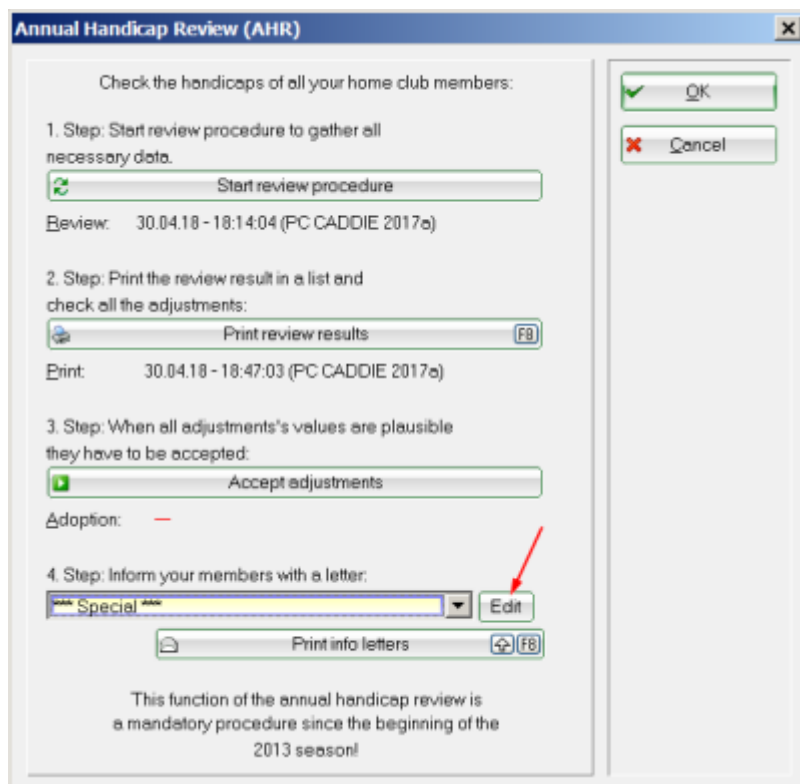 Annual Handicap Review (AHR)
Check the handicaps of all your home club members:
OK
Cancel
1. Step: Start review procedure to gather all
necessary data.
Start review procedure
Review: 30.04.18 - 18:14:04 (PC CADDIE 2017a)
2. Step: Print the review result in a list and
check all the adjustments:
Print review results F8
Print: 30.04.18 - 18:47:03 (PC CADDIE 2017a)
3. Step: When all adjustments's values are plausible
they have to be accepted:
Accept adjustments
Adoption: —
4. Step: Inform your members with a letter:
*** Special *** Edit
Print info letters F8
This function of the annual handicap review is
a mandatory procedure since the beginning of the
2013 season!